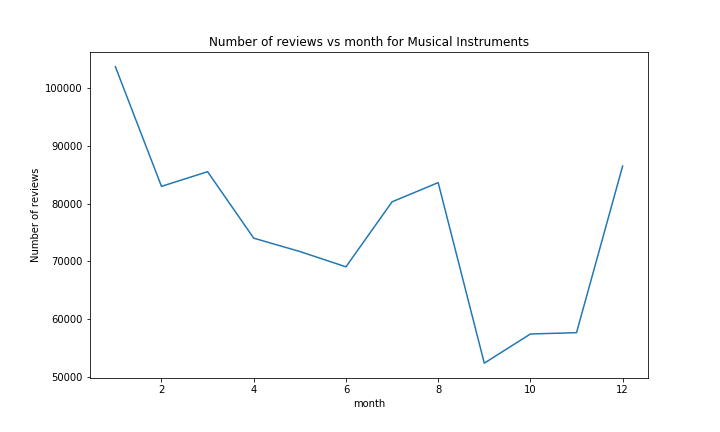 Number of reviews vs month for Musical Instruments
100000
90000
80000
70000
60000
50000
Number of reviews
2 4 6 8 10 12
month